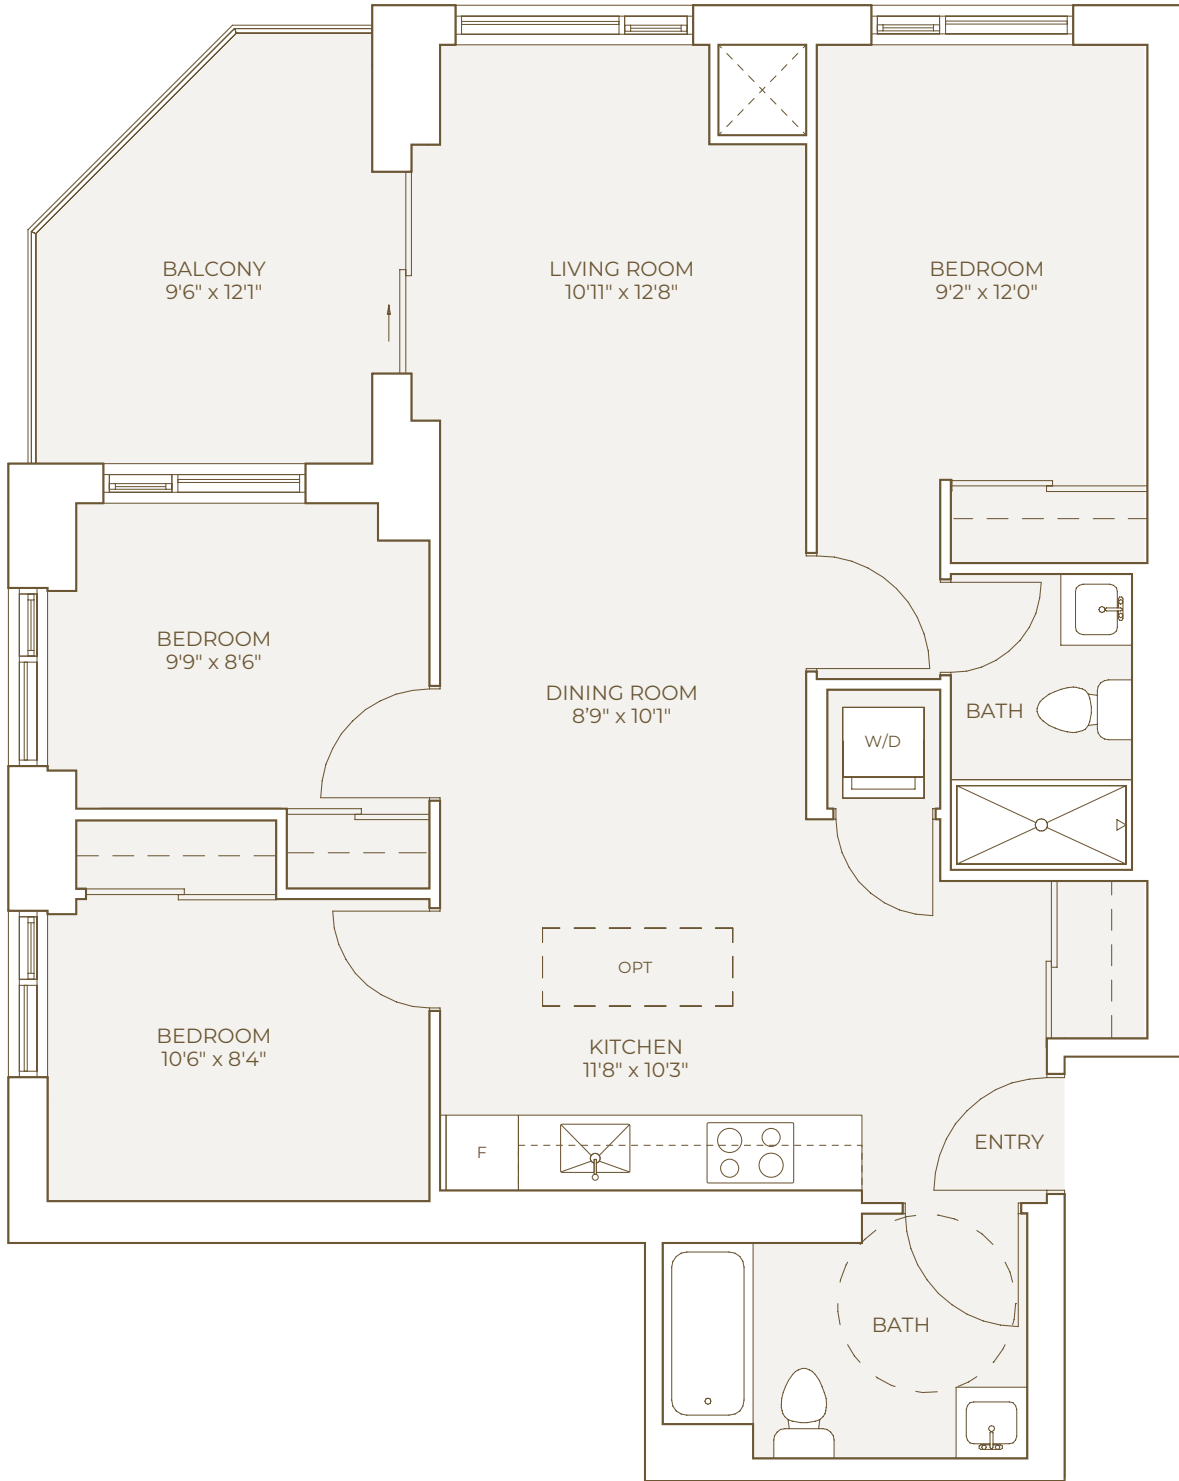 BALCONY
9'6" x 12'1"
LIVING ROOM
10'11" x 12'8"
BEDROOM
9'2" x 12'0"
BEDROOM
9'9" x 8'6"
DINING ROOM
8’9" x 10'1"
BATH
W/D
OPT
BEDROOM
10'6" x 8'4"
KITCHEN
11'8" x 10'3"
F
ENTRY
BATH